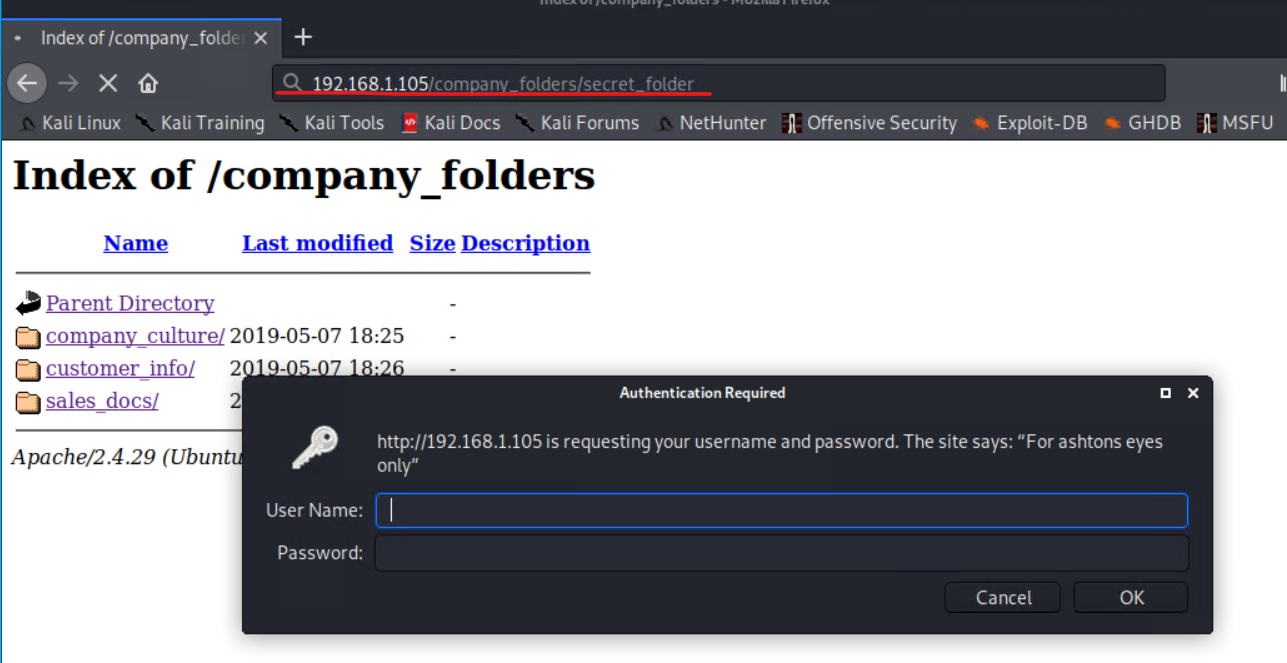 Index of /company_folders - Mozilla Firefox
Index of /company_folder
192.168.1.105/company_folders/secret_folder
Kali Linux Kali Training Kali Tools Kali Docs Kali Forums NetHunter Offensive Security Exploit-DB GHDB MSFU
Index of /company_folders
Name Last modified Size Description
Parent Directory -
company_culture/ 2019-05-07 18:25 -
customer_info/ 2019-05-07 18:26 -
sales_docs/ 2
Apache/2.4.29 (Ubuntu
Authentication Required
http://192.168.1.105 is requesting your username and password. The site says: “For ashtons eyes
only”
User Name:
Password:
Cancel OK